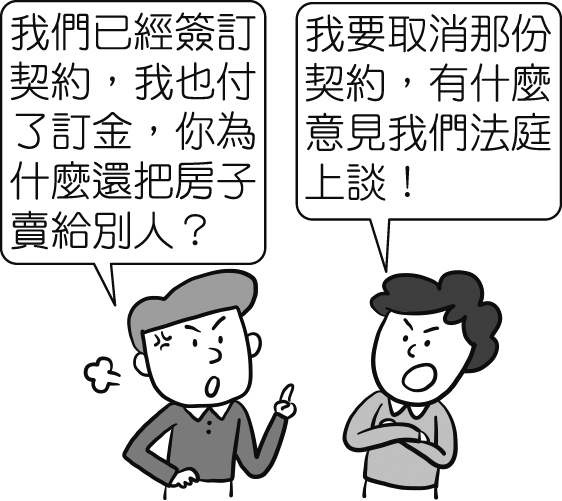 我們已經簽訂
契約，我也付
了訂金，你為
什麼還把房子
賣給別人？
我要取消那份
契約，有什麼
意見我們法庭
上談！